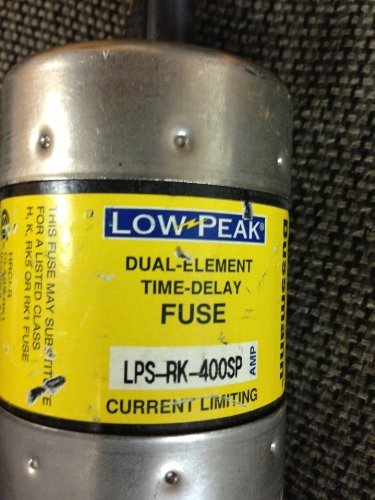 LOW-PEAK®
DUAL-ELEMENT
TIME-DELAY
FUSE
LPS-RK-400SP
AMP
CURRENT LIMITING
Bussmann
THIS FUSE MAY SUBSTITUTE
FOR A LISTED CLASS
H, K, RK5 OR RK1 FUSE